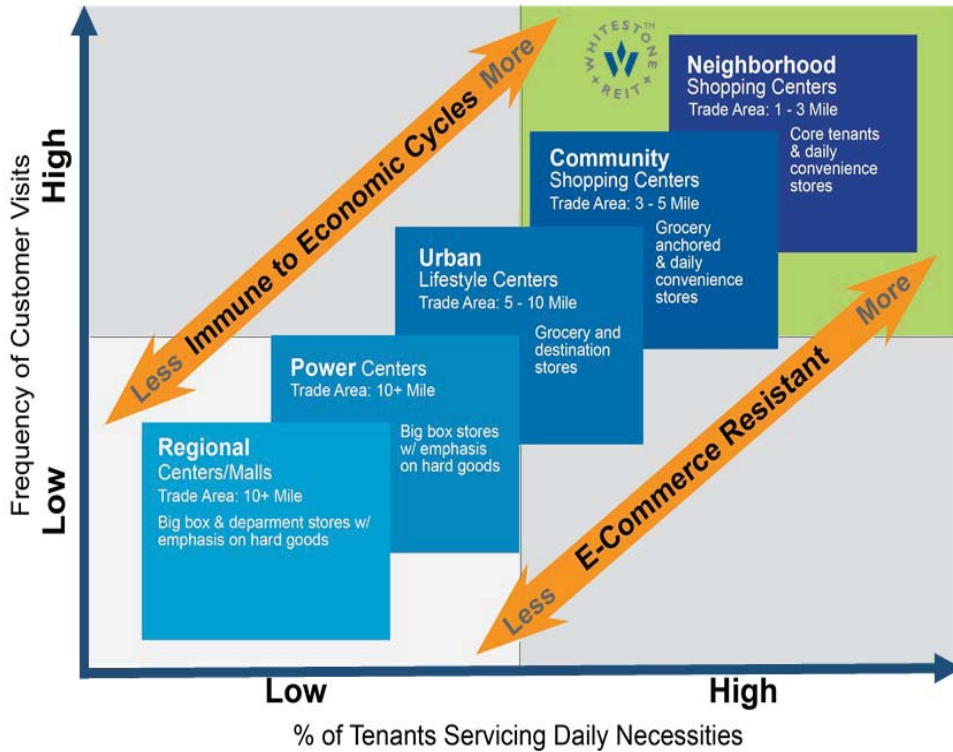 WHITESTONE™
REIT
Neighborhood
Shopping Centers
Trade Area: 1 - 3 Mile
Core tenants
& daily
convenience
stores
Community
Shopping Centers
Trade Area: 3 - 5 Mile
Grocery
anchored
& daily
convenience
stores
Urban
Lifestyle Centers
Trade Area: 5 - 10 Mile
Grocery and
destination
stores
Power Centers
Trade Area: 10+ Mile
Big box stores
w/ emphasis
on hard goods
Regional
Centers/Malls
Trade Area: 10+ Mile
Big box & deparment stores w/
emphasis on hard goods
Less Immune to Economic Cycles More
Less E-Commerce Resistant More
Frequency of Customer Visits
High
Low
Low
High
% of Tenants Servicing Daily Necessities